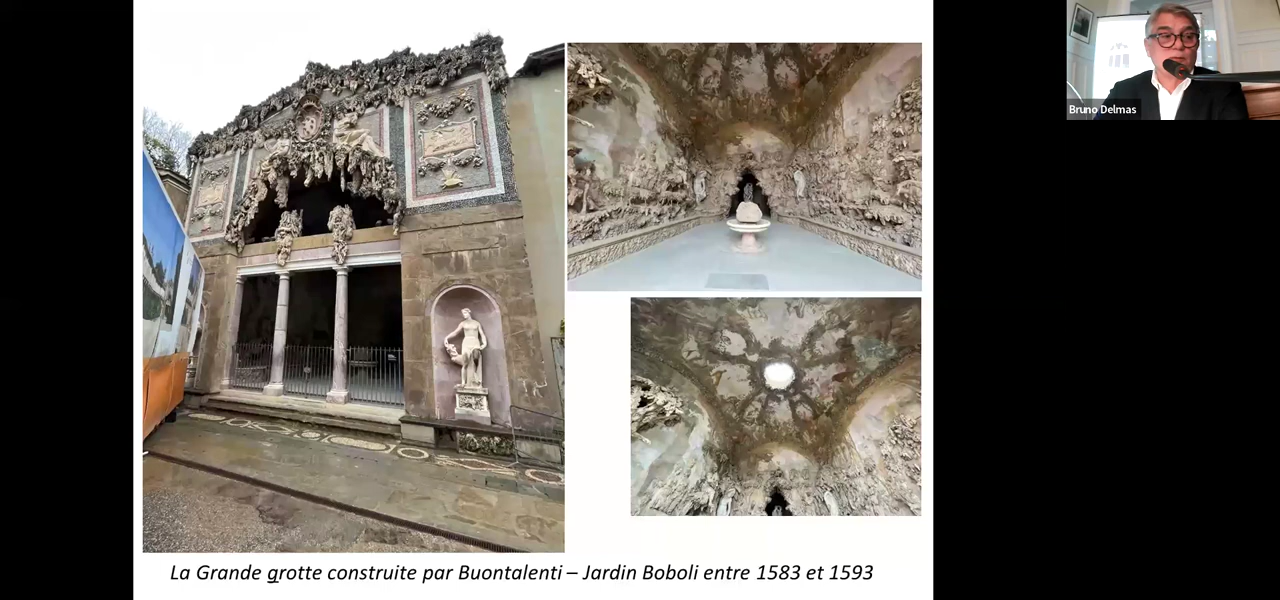 Bruno Delmas
La Grande grotte construite par Buontalenti – Jardin Boboli entre 1583 et 1593